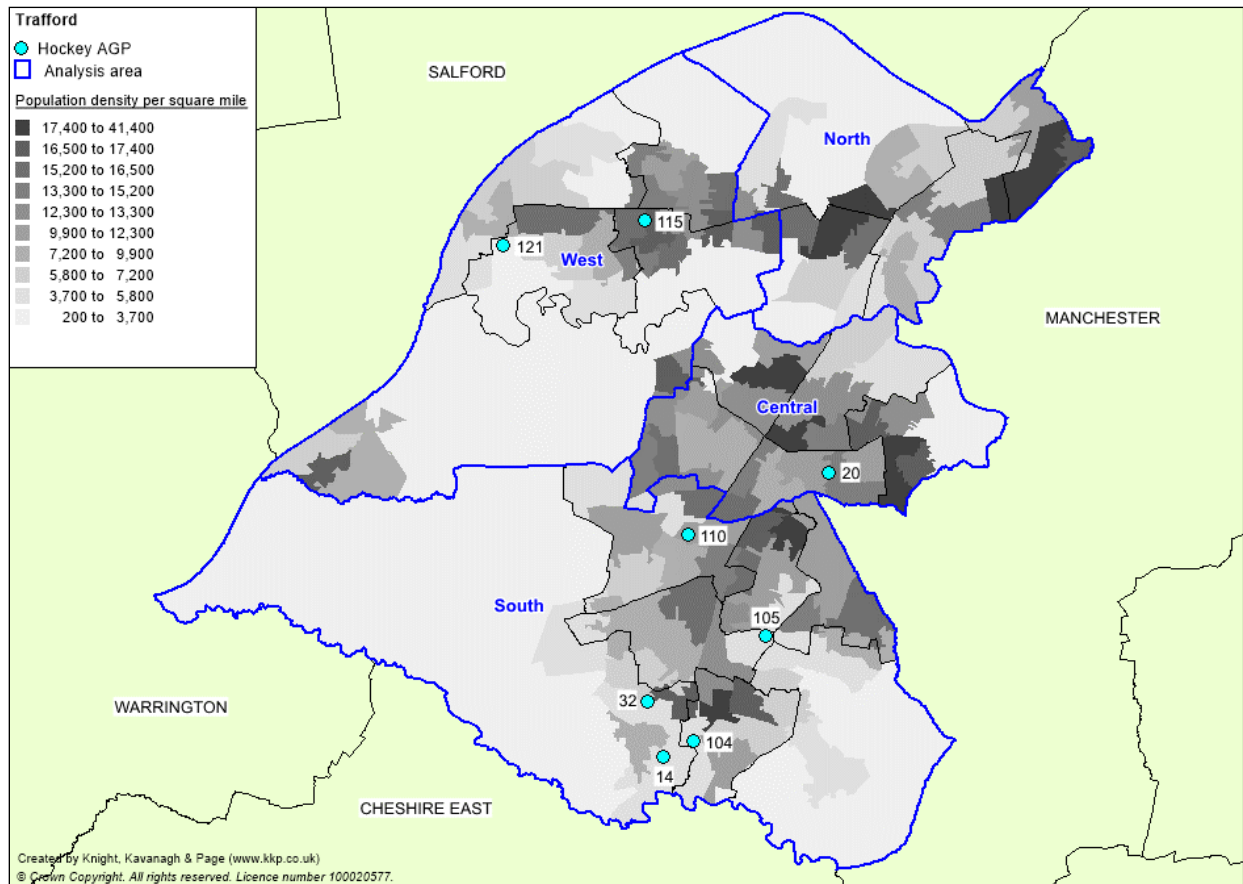 Trafford
Hockey AGP
Analysis area
Population density per square mile
17,400 to 41,400
16,500 to 17,400
15,200 to 16,500
13,300 to 15,200
12,300 to 13,300
9,900 to 12,300
7,200 to 9,900
5,800 to 7,200
3,700 to 5,800
200 to 3,700
SALFORD
North
115
121
West
MANCHESTER
Central
20
110
South
105
32
WARRINGTON
104
14
CHESHIRE EAST
Created by Knight, Kavanagh & Page (www.kkp.co.uk)
© Crown Copyright. All rights reserved. Licence number 100020577.